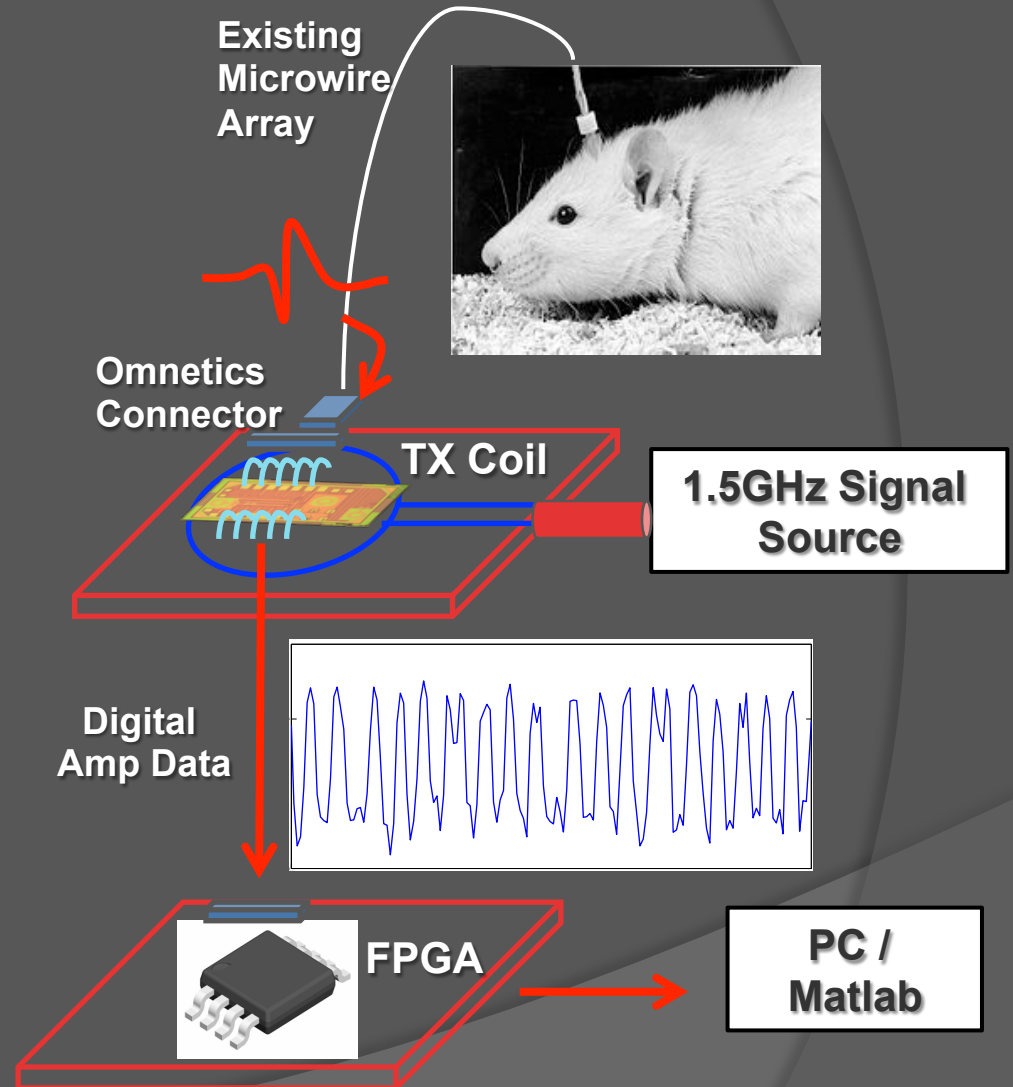 Existing
Microwire
Array
Omnetics
Connector
TX Coil
1.5GHz Signal
Source
Digital
Amp Data
FPGA
PC /
Matlab